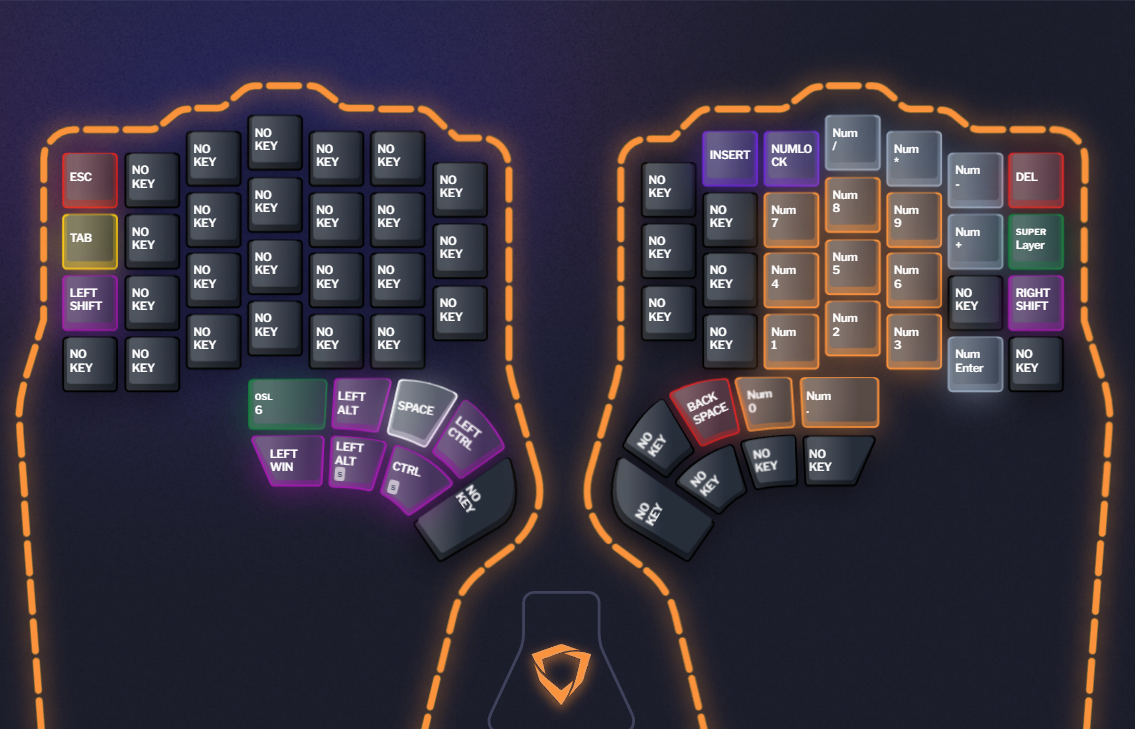 ESC
NO
KEY
NO
KEY
NO
KEY
NO
KEY
NO
KEY
NO
KEY
TAB
NO
KEY
NO
KEY
NO
KEY
NO
KEY
NO
KEY
NO
KEY
LEFT
SHIFT
NO
KEY
NO
KEY
NO
KEY
NO
KEY
NO
KEY
NO
KEY
NO
KEY
NO
KEY
NO
KEY
NO
KEY
NO
KEY
NO
KEY
OSL
6
LEFT
ALT
SPACE
LEFT
CTRL
LEFT
WIN
LEFT
ALT
S
CTRL
S
NO
KEY
NO
KEY
INSERT
NUMLO
CK
Num
/
Num
*
Num
-
DEL
NO
KEY
NO
KEY
Num
7
Num
8
Num
9
Num
+
SUPER
Layer
NO
KEY
NO
KEY
Num
4
Num
5
Num
6
NO
KEY
RIGHT
SHIFT
NO
KEY
Num
1
Num
2
Num
3
Num
Enter
NO
KEY
NO
KEY
BACK
SPACE
Num
0
Num
.
NO
KEY
NO
KEY
NO
KEY
NO
KEY